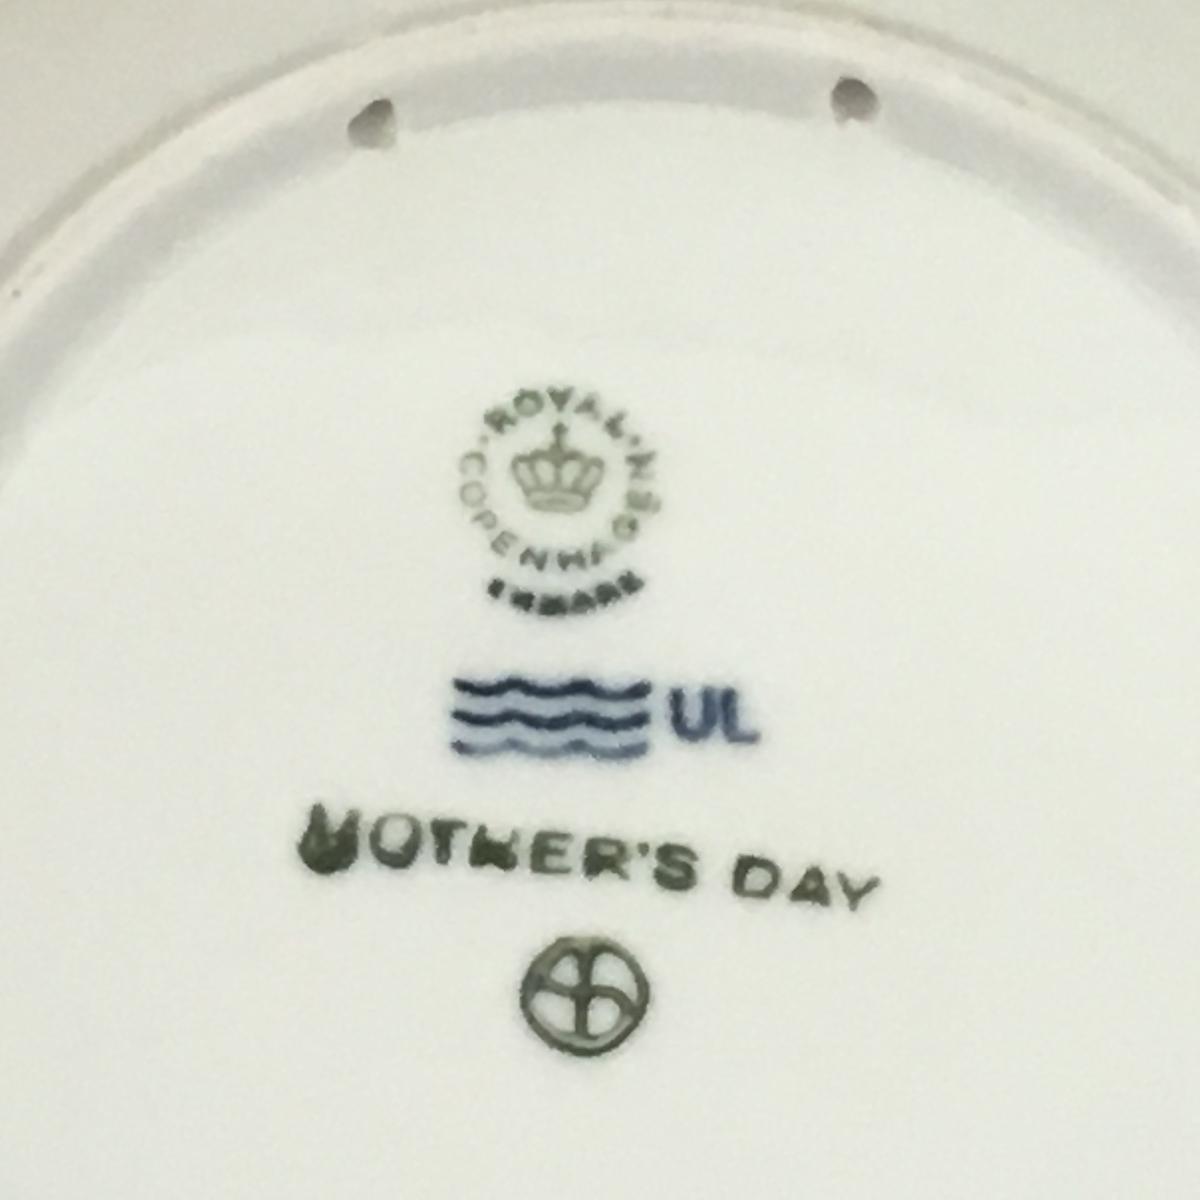 ROYAL
COPENHAGEN
UL
MOTHER'S DAY